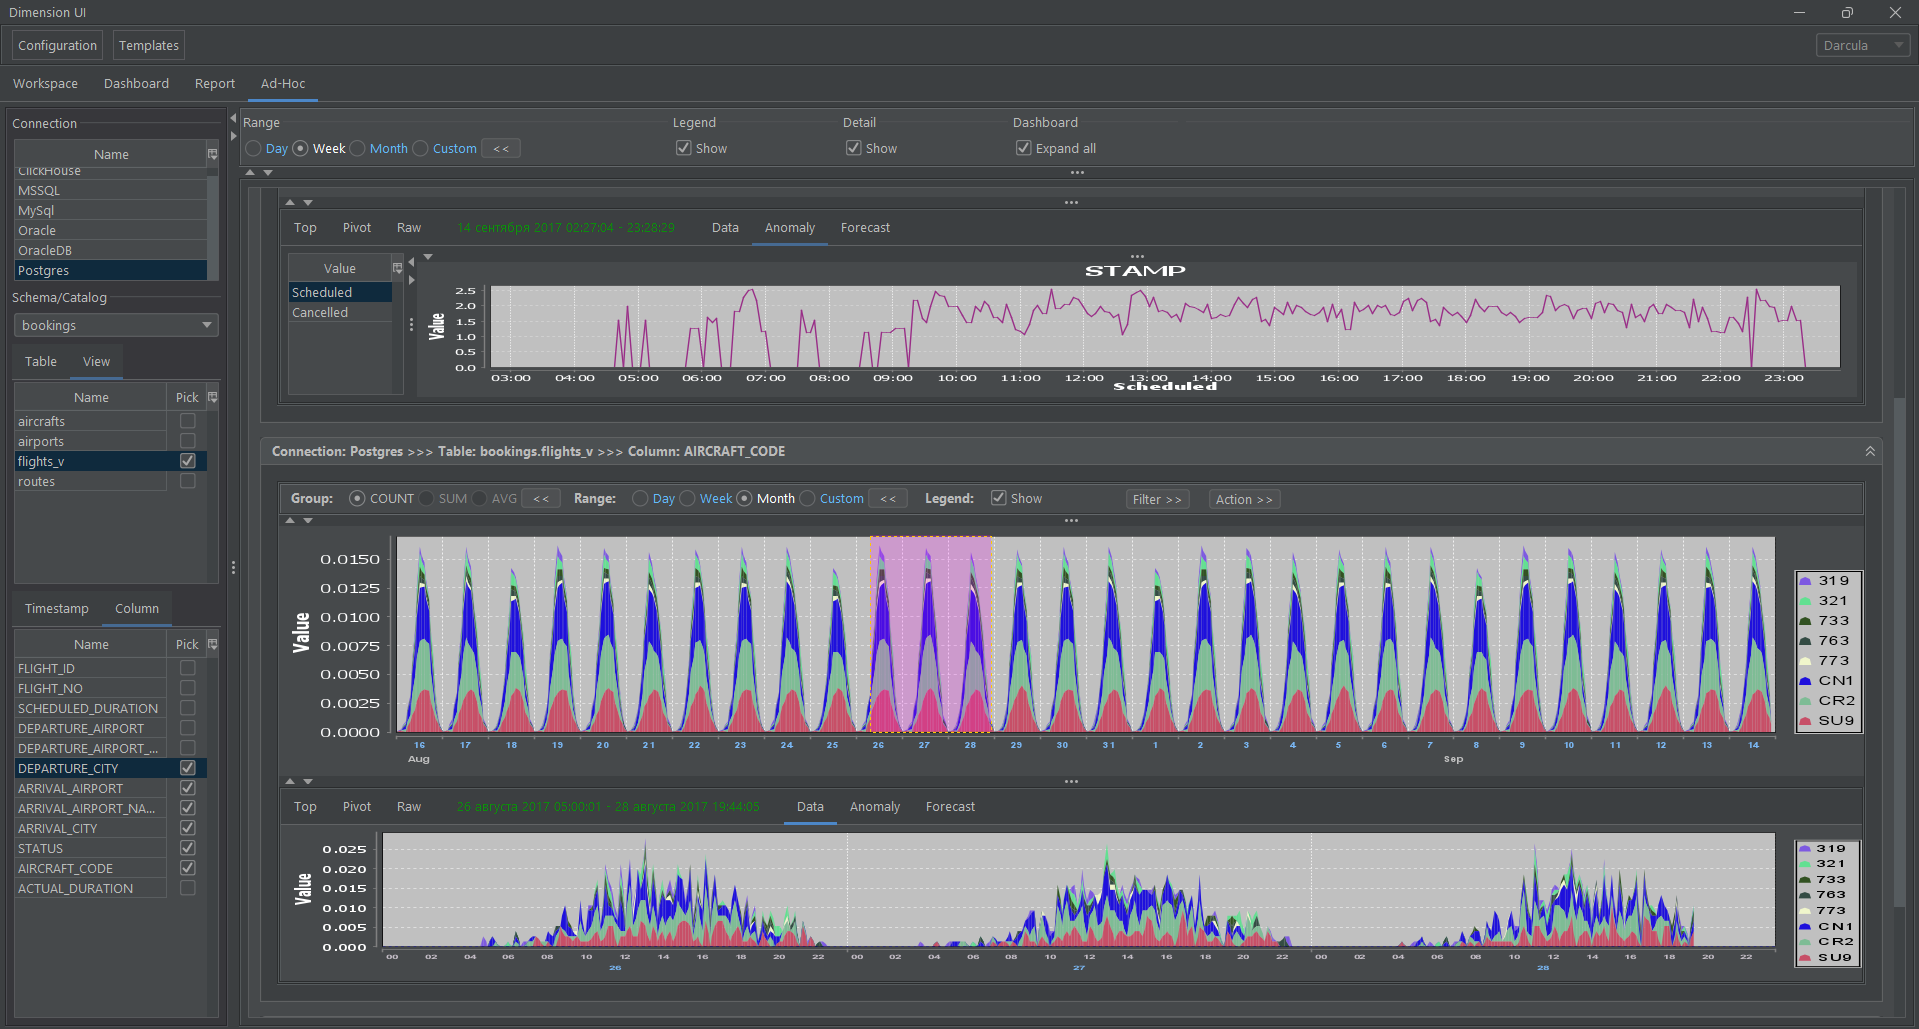 Dimension UI
Configuration Templates Darcula
Workspace Dashboard Report Ad-Hoc
Connection
Name
ClickHouse
MSSQL
MySql
Oracle
OracleDB
Postgres
Schema/Catalog
bookings
Table View
Name Pick
aircrafts
airports
flights_v
routes
Timestamp Column
Name Pick
FLIGHT_ID
FLIGHT_NO
SCHEDULED_DURATION
DEPARTURE_AIRPORT
DEPARTURE_AIRPORT_...
DEPARTURE_CITY
ARRIVAL_AIRPORT
ARRIVAL_AIRPORT_NA...
ARRIVAL_CITY
STATUS
AIRCRAFT_CODE
ACTUAL_DURATION
Range Legend Detail Dashboard
Day Week Month Custom << Show Show Expand all
Top Pivot Raw 14 сентября 2017 02:27:04 - 23:28:29 Data Anomaly Forecast
Value
Scheduled
Cancelled
STAMP
Value
2.5
2.0
1.5
1.0
0.5
0.0
03:00 04:00 05:00 06:00 07:00 08:00 09:00 10:00 11:00 12:00 13:00 14:00 15:00 16:00 17:00 18:00 19:00 20:00 21:00 22:00 23:00
Scheduled
Connection: Postgres >>> Table: bookings.flights_v >>> Column: AIRCRAFT_CODE
Group: COUNT SUM AVG << Range: Day Week Month Custom << Legend: Show Filter >> Action >>
Value
0.0150
0.0125
0.0100
0.0075
0.0050
0.0025
0.0000
16 17 18 19 20 21 22 23 24 25 26 27 28 29 30 31 1 2 3 4 5 6 7 8 9 10 11 12 13 14
Aug Sep
319
321
733
763
773
CN1
CR2
SU9
Top Pivot Raw 26 августа 2017 05:00:01 - 28 августа 2017 19:44:05 Data Anomaly Forecast
Value
0.025
0.020
0.015
0.010
0.005
0.000
00 02 04 06 08 10 12 14 16 18 20 22 00 02 04 06 08 10 12 14 16 18 20 22 00 02 04 06 08 10 12 14 16 18 20 22
26 27 28
319
321
733
763
773
CN1
CR2
SU9